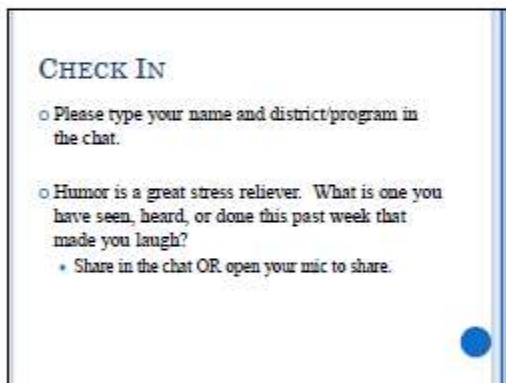 CHECK IN
Please type your name and district/program in
the chat.
Humor is a great stress reliever. What is one you
have seen, heard, or done this past week that
made you laugh?
Share in the chat OR open your mic to share.